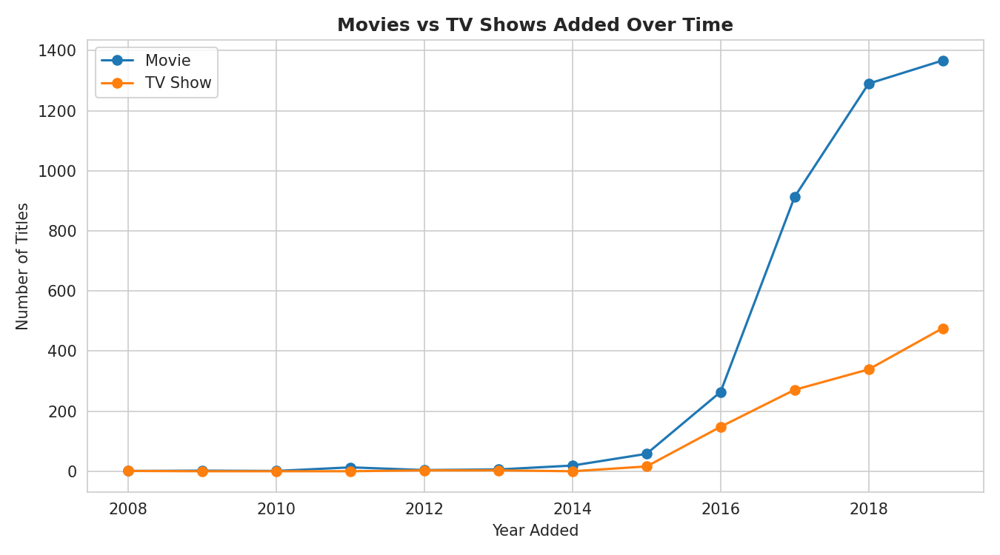 Movies vs TV Shows Added Over Time
Movie
TV Show
1400
1200
1000
800
600
400
200
0
Number of Titles
2008 2010 2012 2014 2016 2018
Year Added